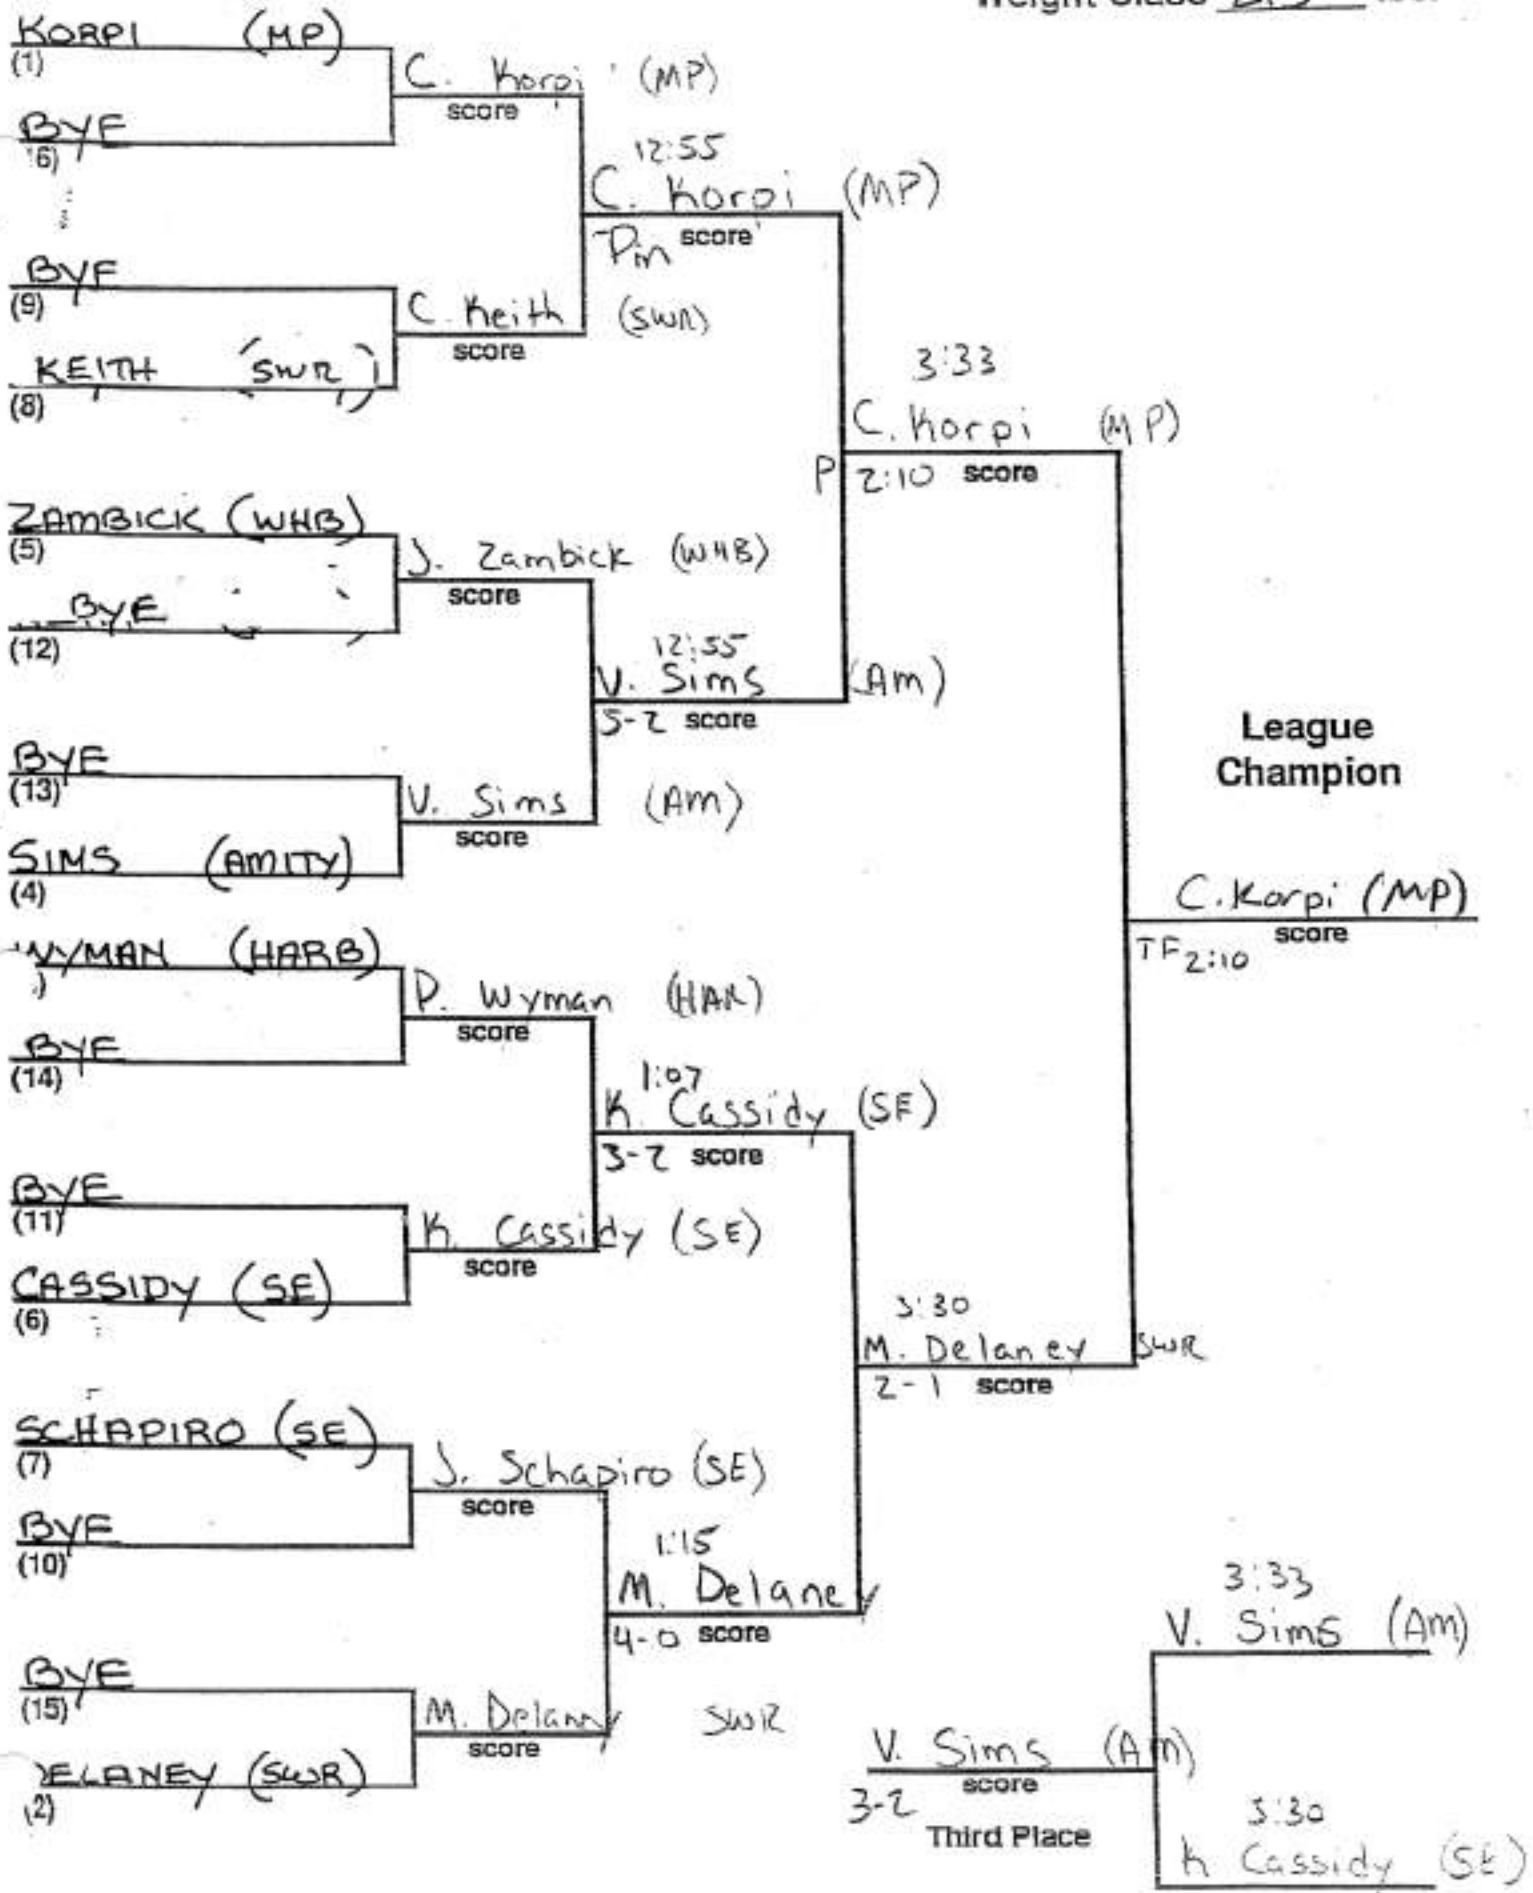 Weight Class
KORPI (MP)
(1)
C. Korpi (MP)
score
BYE
12:55
C. Korpi (MP)
Pin score
BYE
(9)
C. Keith (SWR)
score
KEITH (SWR)
(8)
3:33
C. Korpi (MP)
P 2:10 score
ZAMBICK (WHB)
(5)
J. Zambick (WHB)
score
BYE
(12)
12:55
V. Sims (Am)
5-2 score
BYE
(13)
V. Sims (AM)
score
SIMS (AMITY)
(4)
League
Champion
C. Korpi (MP)
score
TF 2:10
WYMAN (HARB)
D. Wyman (HAR)
score
BYE
(14)
1:07
K. Cassidy (SE)
3-2 score
BYE
(11)
K. Cassidy (SE)
score
CASSIDY (SE)
(6)
3:30
M. Delaney SWR
2-1 score
SCHAPIRO (SE)
(7)
J. Schapiro (SE)
score
BYE
(10)
1:15
M. Delaney
4-0 score
BYE
(15)
M. Delaney SWR
score
DELANEY (SWR)
3:33
V. Sims (Am)
V. Sims (Am)
score
3-2
Third Place
3:30
K Cassidy (SE)